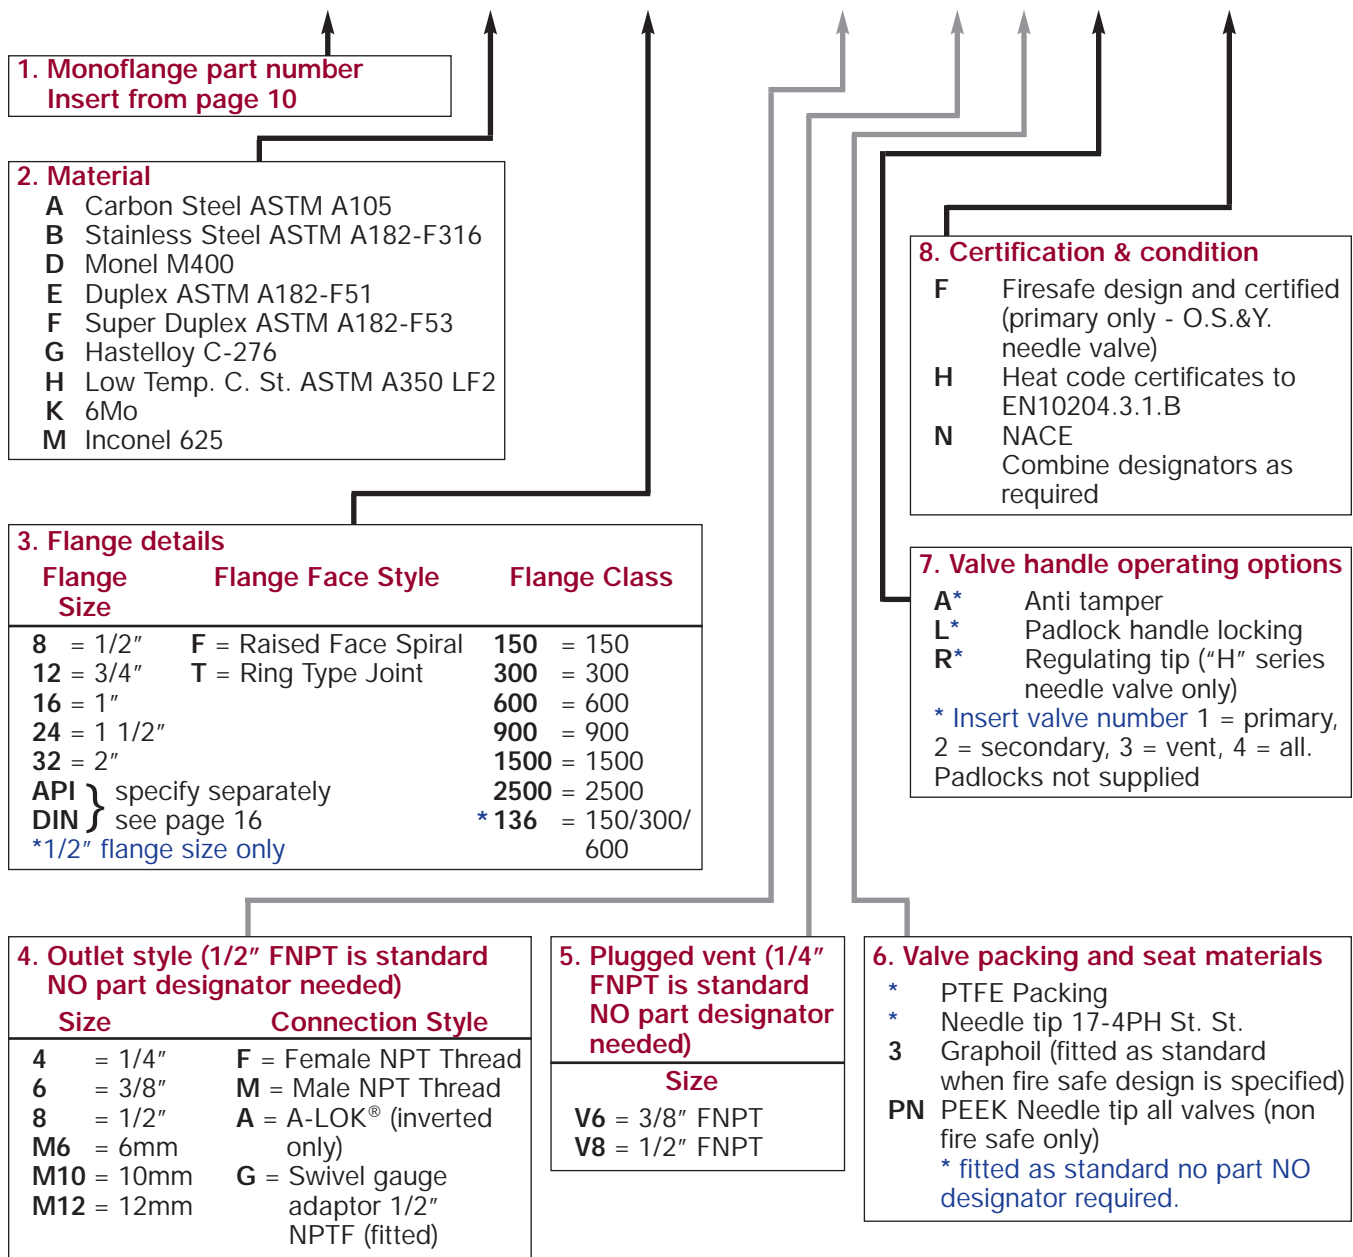 1. Monoflange part number
Insert from page 10
2. Material
A Carbon Steel ASTM A105
B Stainless Steel ASTM A182-F316
D Monel M400
E Duplex ASTM A182-F51
F Super Duplex ASTM A182-F53
G Hastelloy C-276
H Low Temp. C. St. ASTM A350 LF2
K 6Mo
M Inconel 625
3. Flange details
Flange Size
Flange Face Style
Flange Class
8 = 1/2" F = Raised Face Spiral 150 = 150
12 = 3/4" T = Ring Type Joint 300 = 300
16 = 1" 600 = 600
24 = 1 1/2" 900 = 900
32 = 2" 1500 = 1500
API } specify separately 2500 = 2500
DIN } see page 16 * 136 = 150/300/
*1/2" flange size only 600
8. Certification & condition
F Firesafe design and certified
(primary only - O.S.&Y.
needle valve)
H Heat code certificates to
EN10204.3.1.B
N NACE
Combine designators as
required
7. Valve handle operating options
A* Anti tamper
L* Padlock handle locking
R* Regulating tip ("H" series
needle valve only)
* Insert valve number 1 = primary,
2 = secondary, 3 = vent, 4 = all.
Padlocks not supplied
4. Outlet style (1/2" FNPT is standard
NO part designator needed)
Size Connection Style
4 = 1/4" F = Female NPT Thread
6 = 3/8" M = Male NPT Thread
8 = 1/2" A = A-LOK® (inverted
M6 = 6mm only)
M10 = 10mm G = Swivel gauge
M12 = 12mm adaptor 1/2"
NPTF (fitted)
5. Plugged vent (1/4"
FNPT is standard
NO part designator
needed)
Size
V6 = 3/8" FNPT
V8 = 1/2" FNPT
6. Valve packing and seat materials
* PTFE Packing
* Needle tip 17-4PH St. St.
3 Graphoil (fitted as standard
when fire safe design is specified)
PN PEEK Needle tip all valves (non
fire safe only)
* fitted as standard no part NO
designator required.